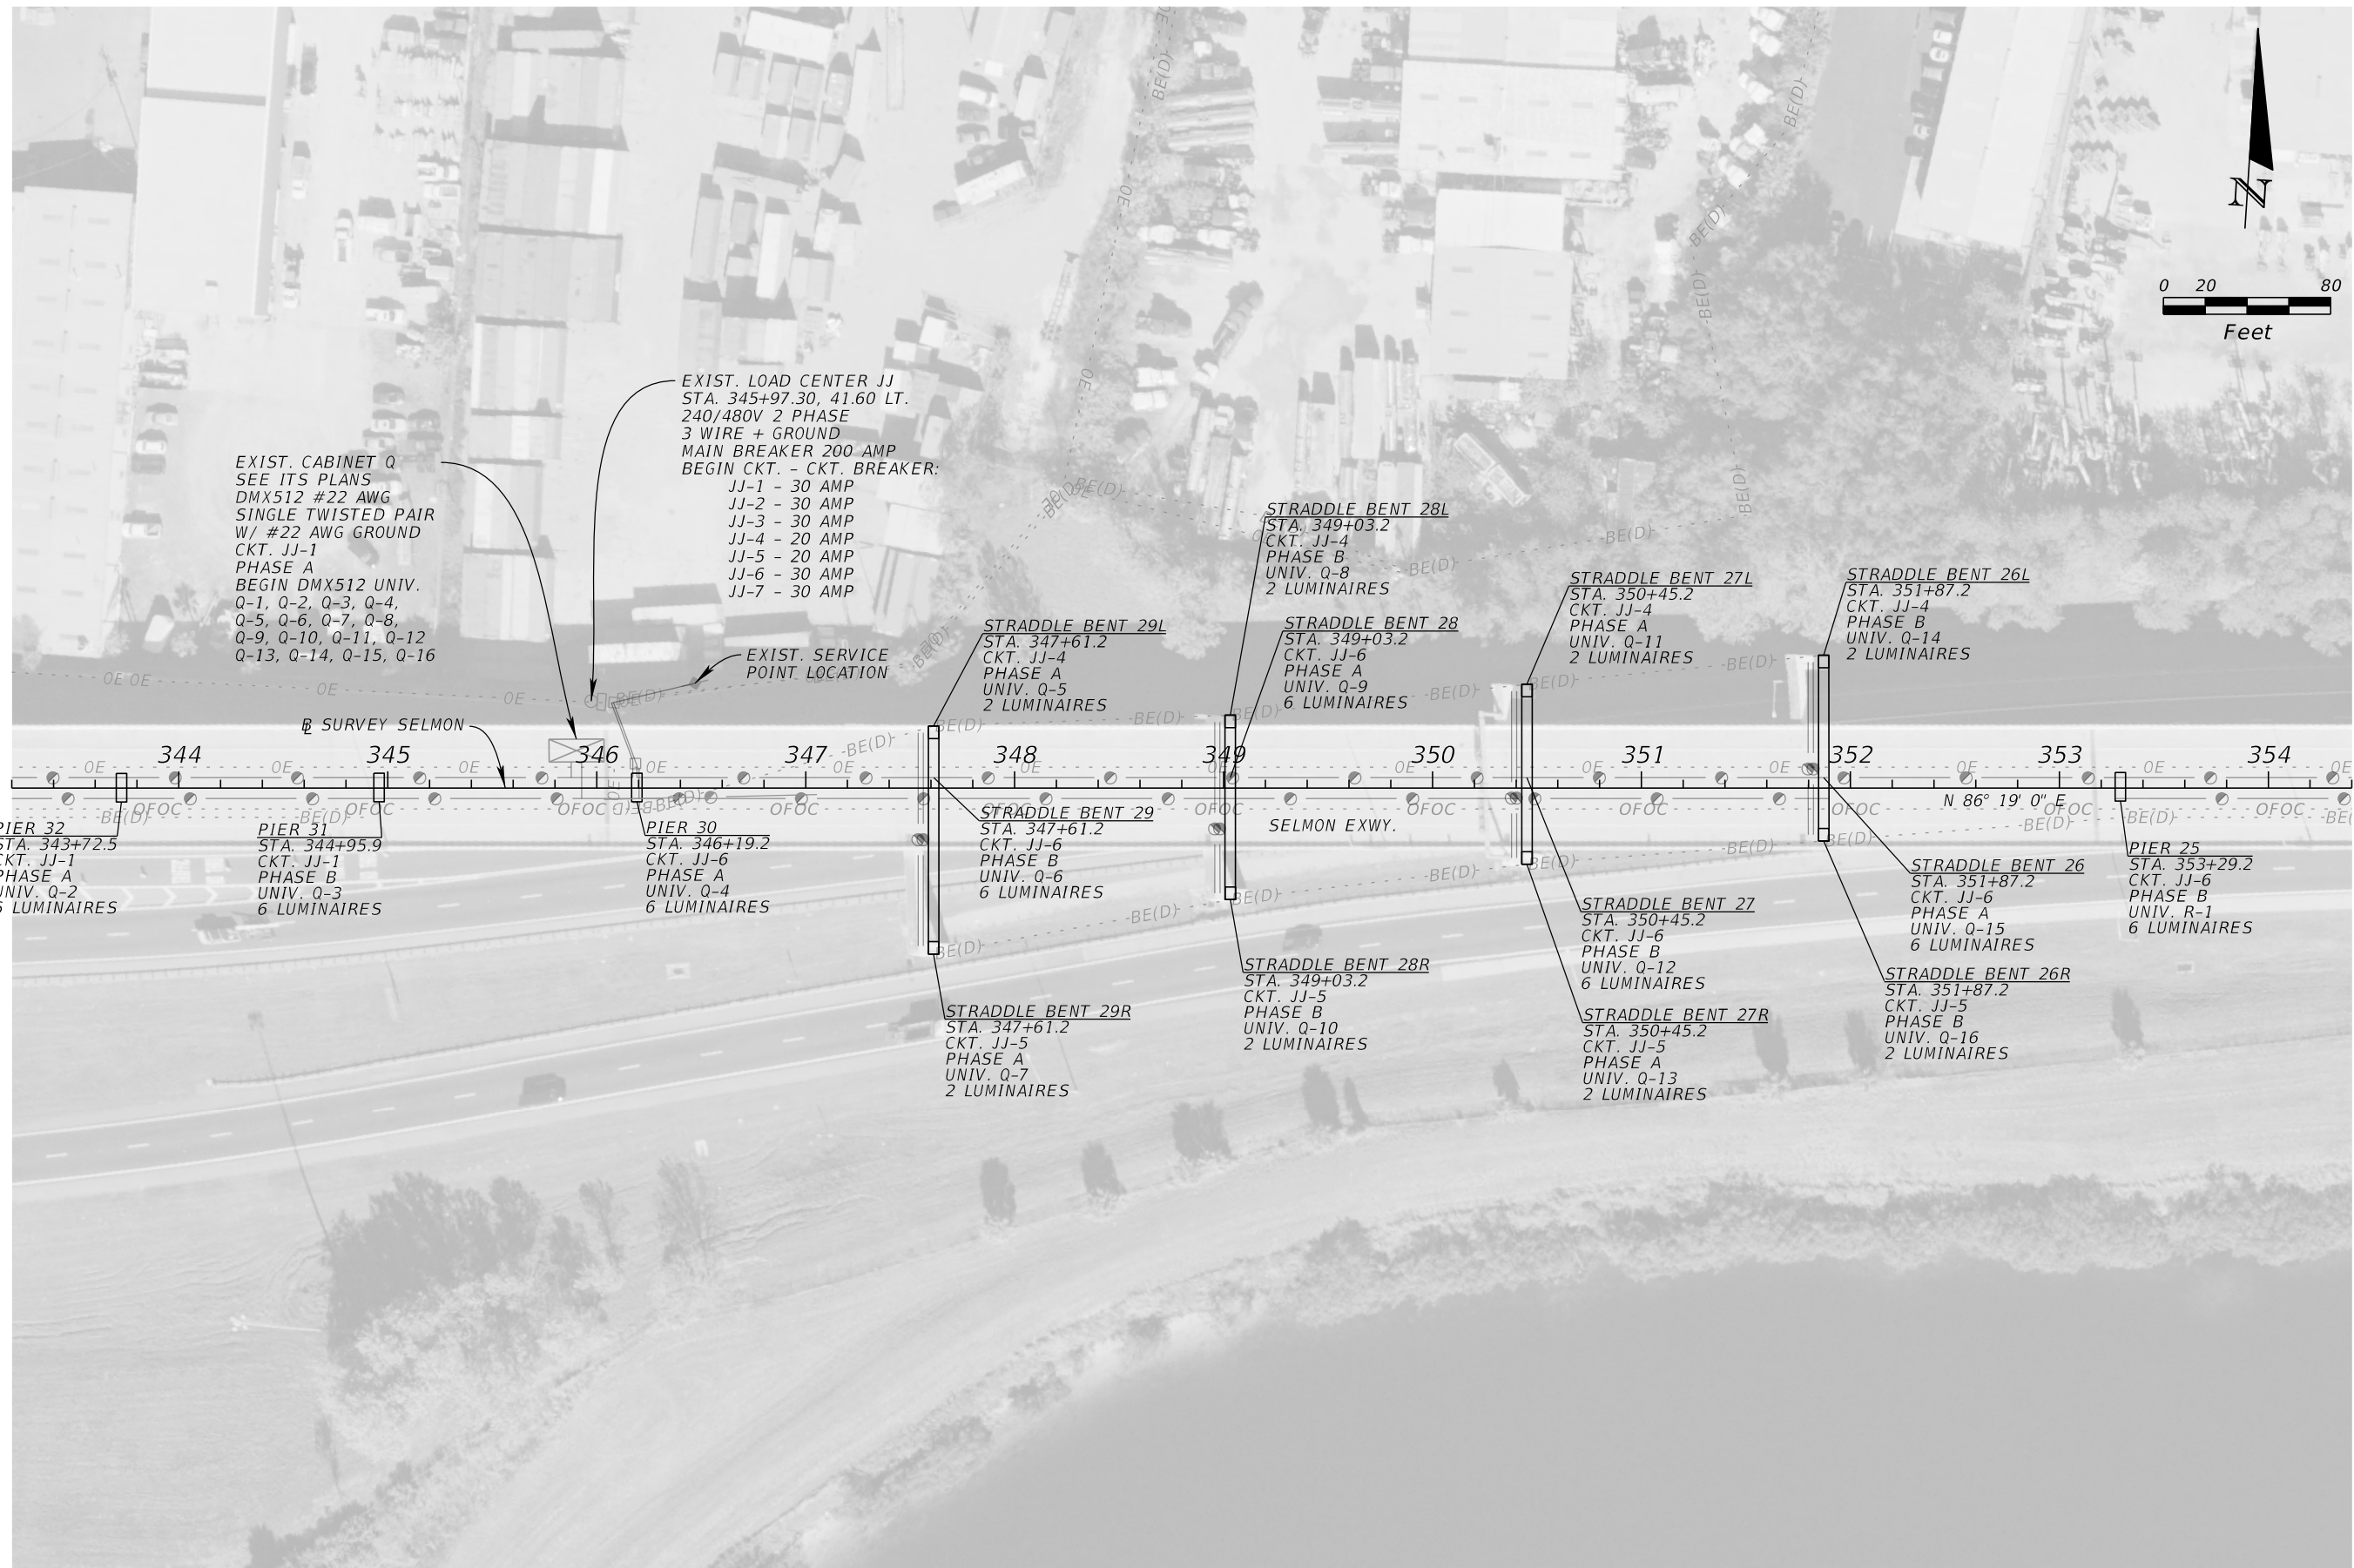 N
0 20 80
Feet
EXIST. LOAD CENTER JJ
STA. 345+97.30, 41.60 LT.
240/480V 2 PHASE
3 WIRE + GROUND
MAIN BREAKER 200 AMP
BEGIN CKT. - CKT. BREAKER:
JJ-1 - 30 AMP
JJ-2 - 30 AMP
JJ-3 - 30 AMP
JJ-4 - 20 AMP
JJ-5 - 20 AMP
JJ-6 - 30 AMP
JJ-7 - 30 AMP
EXIST. CABINET Q
SEE ITS PLANS
DMX512 #22 AWG
SINGLE TWISTED PAIR
W/ #22 AWG GROUND
CKT. JJ-1
PHASE A
BEGIN DMX512 UNIV.
Q-1, Q-2, Q-3, Q-4,
Q-5, Q-6, Q-7, Q-8,
Q-9, Q-10, Q-11, Q-12
Q-13, Q-14, Q-15, Q-16
EXIST. SERVICE
POINT LOCATION
STRADDLE BENT 29L
STA. 347+61.2
CKT. JJ-4
PHASE A
UNIV. Q-5
2 LUMINAIRES
STRADDLE BENT 28L
STA. 349+03.2
CKT. JJ-4
PHASE B
UNIV. Q-8
2 LUMINAIRES
STRADDLE BENT 28
STA. 349+03.2
CKT. JJ-6
PHASE A
UNIV. Q-9
6 LUMINAIRES
STRADDLE BENT 27L
STA. 350+45.2
CKT. JJ-4
PHASE A
UNIV. Q-11
2 LUMINAIRES
STRADDLE BENT 26L
STA. 351+87.2
CKT. JJ-4
PHASE B
UNIV. Q-14
2 LUMINAIRES
BL SURVEY SELMON
344 345 346 347 348 349 350 351 352 353 354
N 86° 19' 0" E
SELMON EXWY.
PIER 32
STA. 343+72.5
CKT. JJ-1
PHASE A
UNIV. Q-2
6 LUMINAIRES
PIER 31
STA. 344+95.9
CKT. JJ-1
PHASE B
UNIV. Q-3
6 LUMINAIRES
PIER 30
STA. 346+19.2
CKT. JJ-6
PHASE A
UNIV. Q-4
6 LUMINAIRES
STRADDLE BENT 29
STA. 347+61.2
CKT. JJ-6
PHASE B
UNIV. Q-6
6 LUMINAIRES
STRADDLE BENT 29R
STA. 347+61.2
CKT. JJ-5
PHASE A
UNIV. Q-7
2 LUMINAIRES
STRADDLE BENT 28R
STA. 349+03.2
CKT. JJ-5
PHASE B
UNIV. Q-10
2 LUMINAIRES
STRADDLE BENT 27
STA. 350+45.2
CKT. JJ-6
PHASE B
UNIV. Q-12
6 LUMINAIRES
STRADDLE BENT 27R
STA. 350+45.2
CKT. JJ-5
PHASE A
UNIV. Q-13
2 LUMINAIRES
STRADDLE BENT 26
STA. 351+87.2
CKT. JJ-6
PHASE A
UNIV. Q-15
6 LUMINAIRES
STRADDLE BENT 26R
STA. 351+87.2
CKT. JJ-5
PHASE B
UNIV. Q-16
2 LUMINAIRES
PIER 25
STA. 353+29.2
CKT. JJ-6
PHASE B
UNIV. R-1
6 LUMINAIRES
OE
BE(D)
OFOC